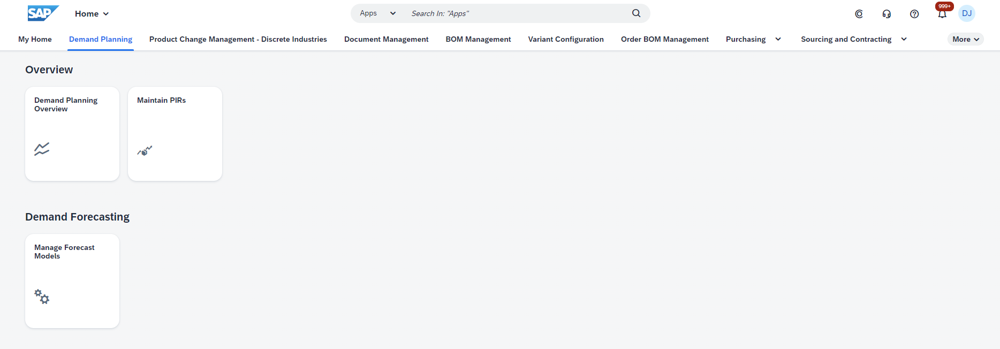 SAP
Home
Apps
Search In: "Apps"
999+
DJ
My Home
Demand Planning
Product Change Management - Discrete Industries
Document Management
BOM Management
Variant Configuration
Order BOM Management
Purchasing
Sourcing and Contracting
More
Overview
Demand Planning
Overview
Maintain PIRs
Demand Forecasting
Manage Forecast
Models